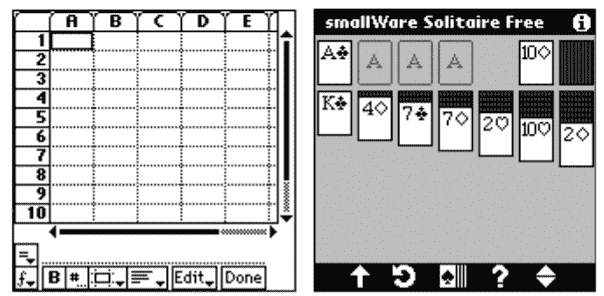 A B C D E
1
2
3
4
5
6
7
8
9
10
= 
f. B #. Edit Done
smallWare Solitaire Free i
A♣ A A A 10♢
K♣ 4♢ 7♣ 7♢ 2♡ 10♡ 2♢
?